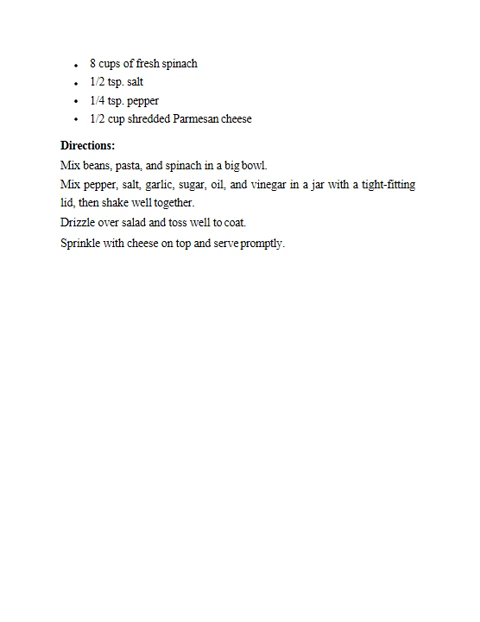 • 8 cups of fresh spinach
• 1/2 tsp. salt
• 1/4 tsp. pepper
• 1/2 cup shredded Parmesan cheese
Directions:
Mix beans, pasta, and spinach in a big bowl.
Mix pepper, salt, garlic, sugar, oil, and vinegar in a jar with a tight-fitting
lid, then shake well together.
Drizzle over salad and toss well to coat.
Sprinkle with cheese on top and serve promptly.